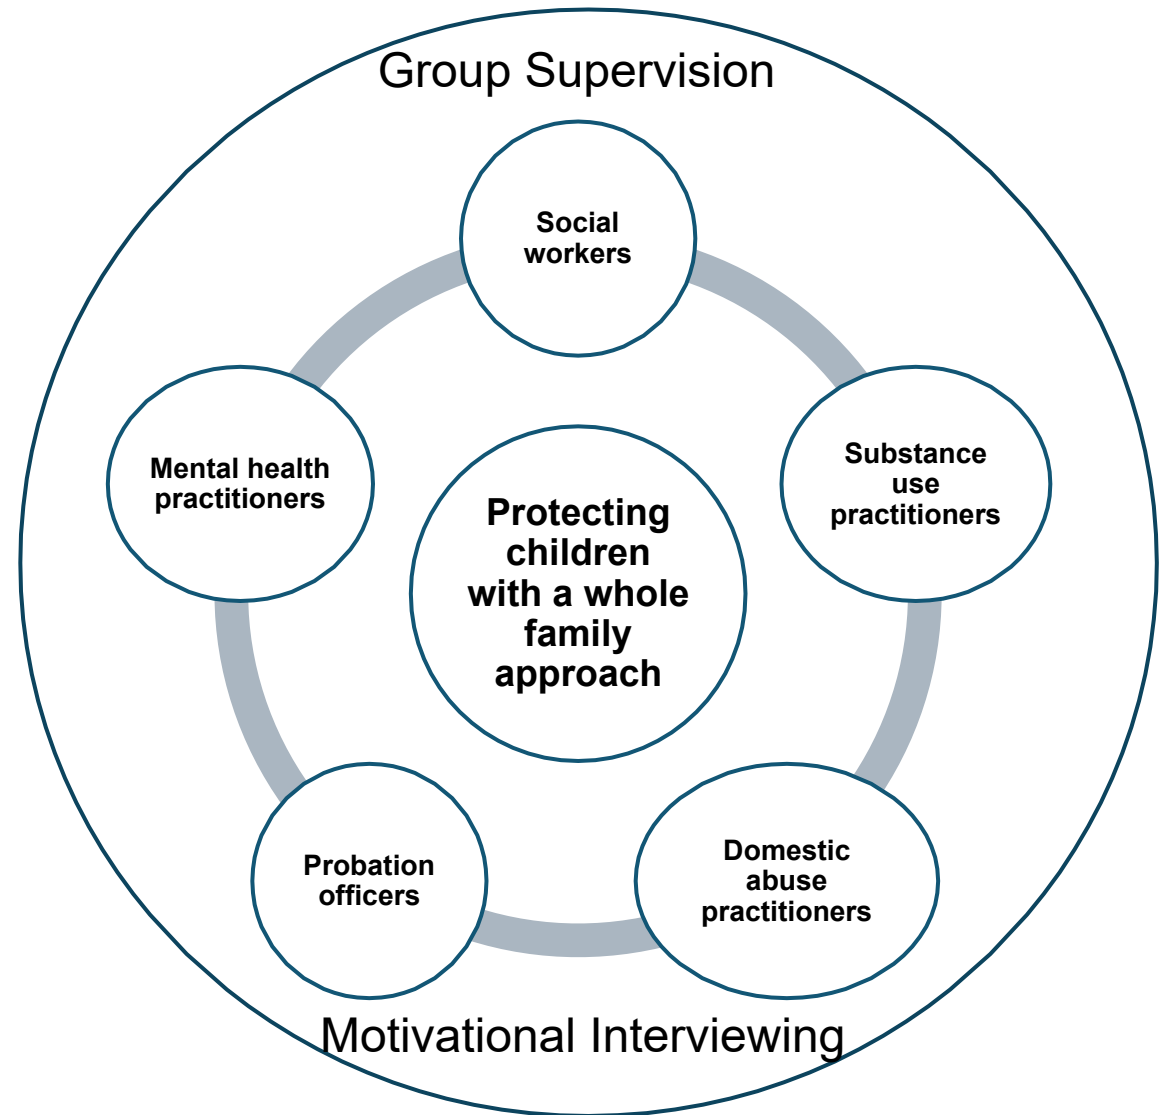 Group Supervision
Social
workers
Mental health
practitioners
Substance
use
practitioners
Protecting
children
with a whole
family
approach
Probation
officers
Domestic
abuse
practitioners
Motivational Interviewing